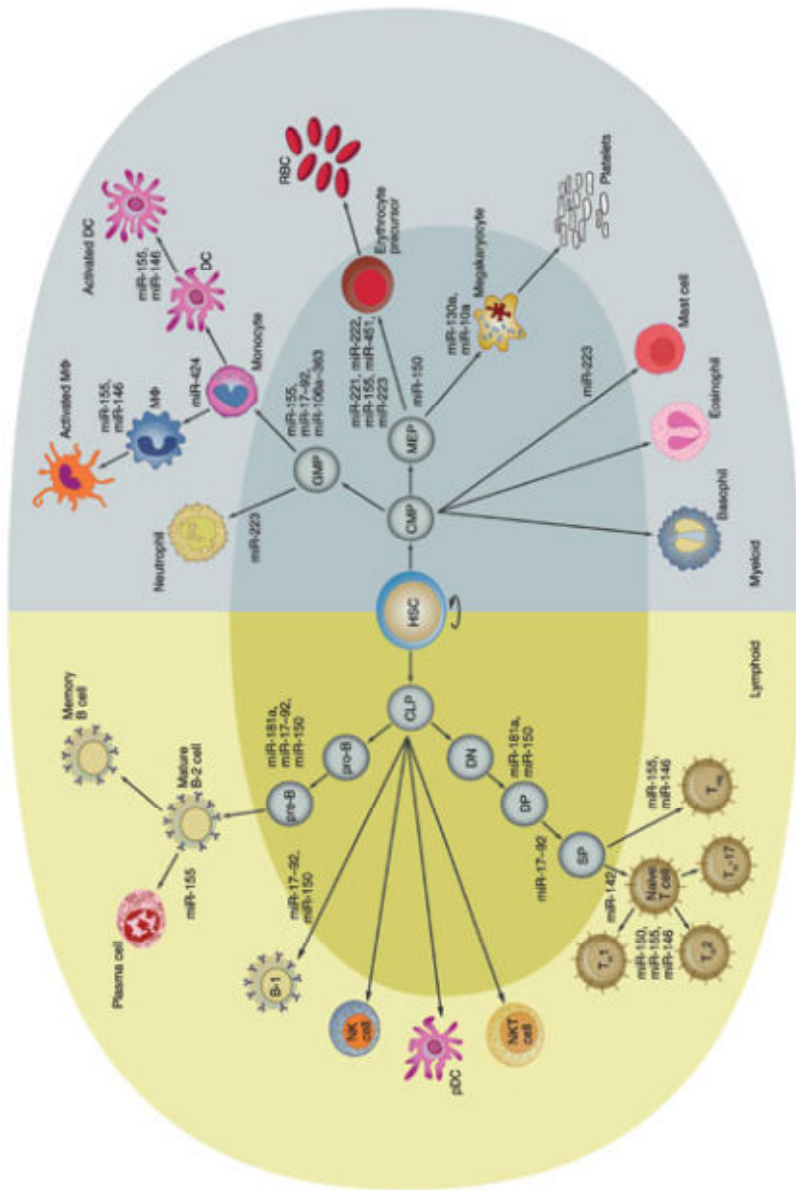 Activated DC
miR-155,
miR-146
DC
Activated MΦ
miR-155,
miR-146
MΦ
miR-424
Monocyte
miR-155,
miR-17–92,
miR-106a–363
GMP
Neutrophil
miR-223
RBC
Erythrocyte
precursor
miR-221, miR-222,
miR-155, miR-451,
miR-223
miR-150
MEP
miR-130a,
miR-10a
Megakaryocyte
Platelets
CMP
miR-223
Mast cell
Eosinophil
Basophil
Myeloid
HSC
Lymphoid
CLP
Memory
B cell
Mature
B-2 cell
miR-155
Plasma cell
miR-181a,
miR-17–92,
miR-150
pro-B
pre-B
miR-17–92,
miR-150
B-1
NK
cell
pDC
NKT
cell
DN
miR-181a,
miR-150
DP
miR-17–92
SP
miR-155,
miR-146
Treg
miR-142
Naive
T cell
TH-17
TH1
miR-150,
miR-155,
miR-146
TH2